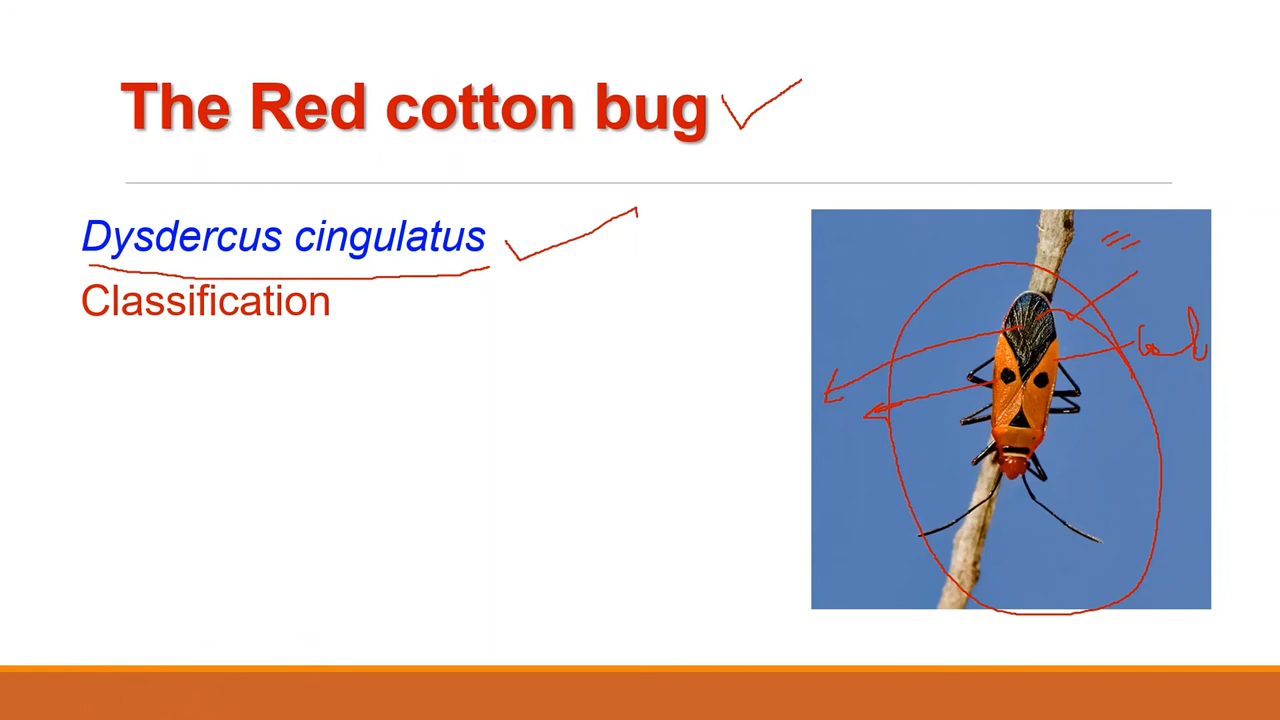 The Red cotton bug
Dysdercus cingulatus
Classification